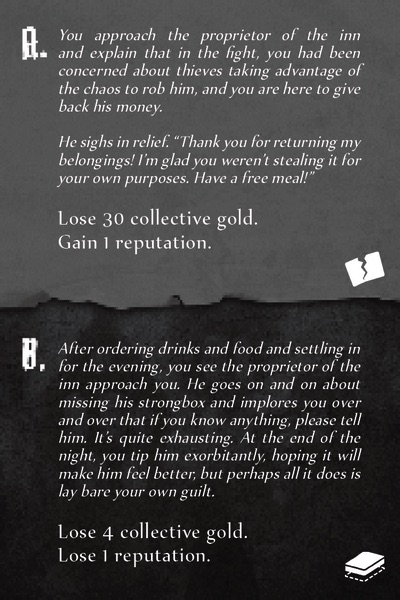 A. You approach the proprietor of the inn
and explain that in the fight, you had been
concerned about thieves taking advantage of
the chaos to rob him, and you are here to give
back his money.
He sighs in relief. “Thank you for returning my
belongings! I’m glad you weren’t stealing it for
your own purposes. Have a free meal!”
Lose 30 collective gold.
Gain 1 reputation.
B. After ordering drinks and food and settling in
for the evening, you see the proprietor of the
inn approach you. He goes on and on about
missing his strongbox and implores you over
and over that if you know anything, please tell
him. It’s quite exhausting. At the end of the
night, you tip him exorbitantly, hoping it will
make him feel better, but perhaps all it does is
lay bare your own guilt.
Lose 4 collective gold.
Lose 1 reputation.